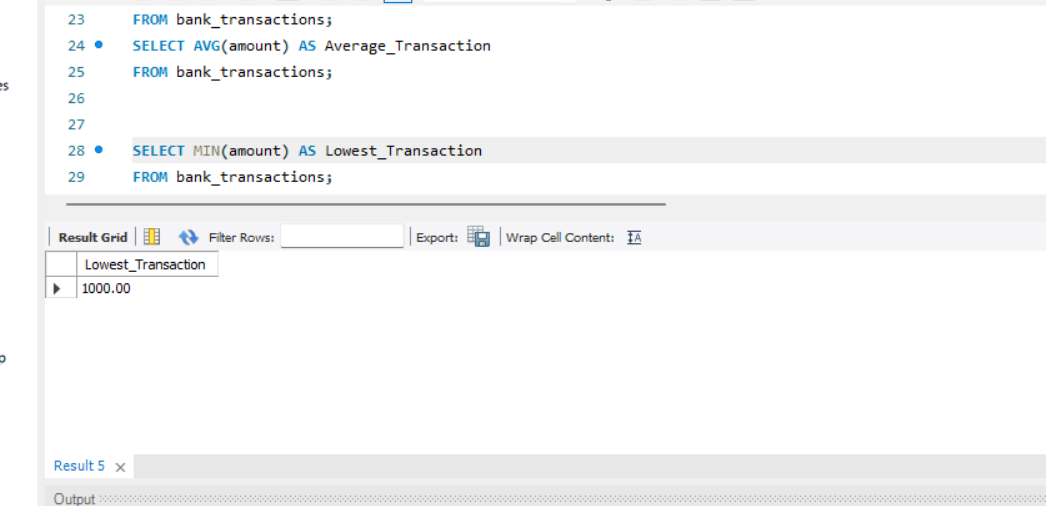 23 FROM bank_transactions;
24 SELECT AVG(amount) AS Average_Transaction
25 FROM bank_transactions;
26
27
28 SELECT MIN(amount) AS Lowest_Transaction
29 FROM bank_transactions;
Result Grid Filter Rows: Export: Wrap Cell Content:
Lowest_Transaction
1000.00
Result 5
Output